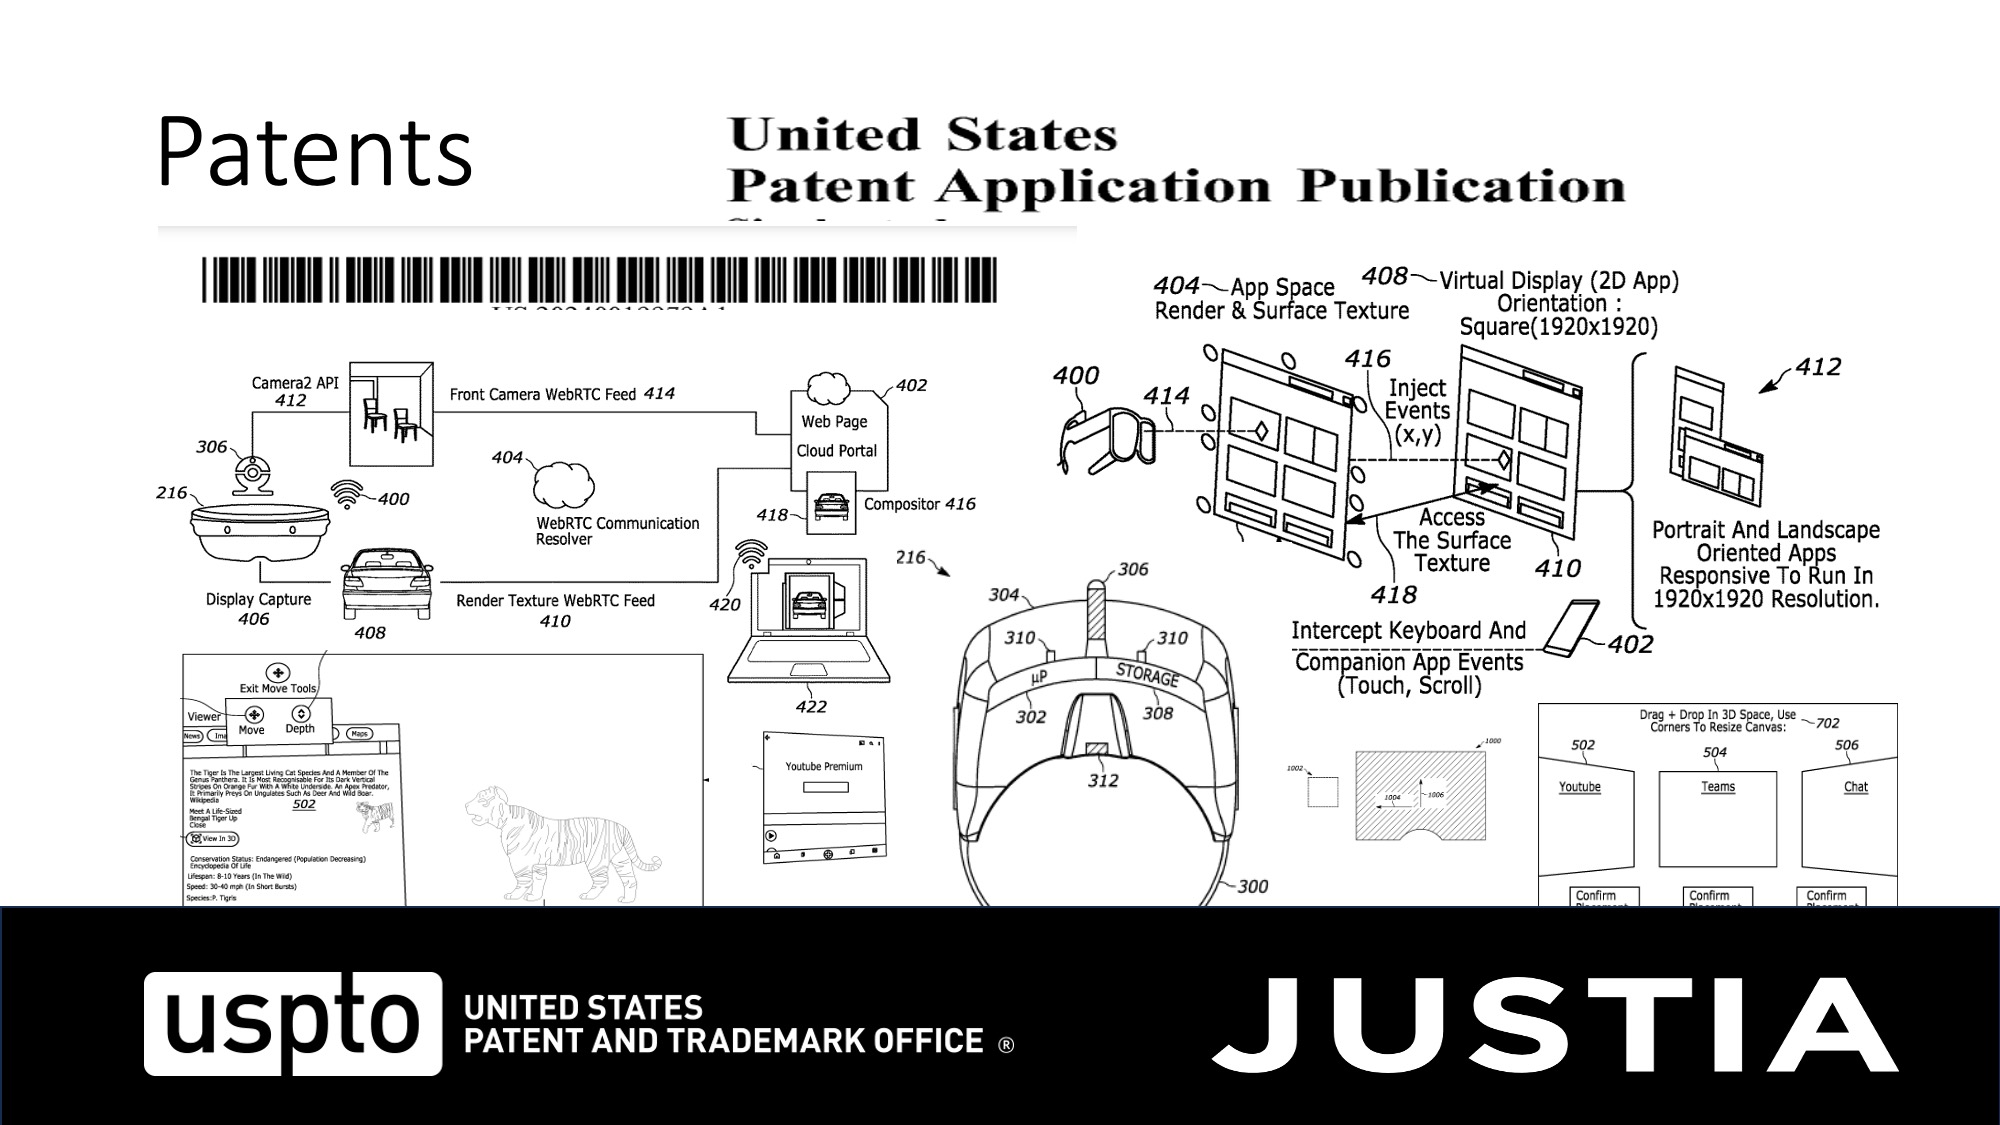 Patents
United States
Patent Application Publication
404
App Space
Render & Surface Texture
408
Virtual Display (2D App)
Orientation :
Square(1920x1920)
Camera2 API
412
Front Camera WebRTC Feed 414
402
Web Page
Cloud Portal
306
216
400
404
WebRTC Communication
Resolver
418
Compositor 416
Display Capture
406
408
Render Texture WebRTC Feed
410
420
422
400
414
416
Inject
Events
(x,y)
412
Access
The Surface
Texture
418
410
Portrait And Landscape
Oriented Apps
Responsive To Run In
1920x1920 Resolution.
Intercept Keyboard And
Companion App Events
(Touch, Scroll)
402
216
306
304
310
310
µP
STORAGE
302
308
312
300
Exit Move Tools
Viewer
Move
Depth
News
Maps
The Tiger Is The Largest Living Cat Species And A Member Of The
Genus Panthera. It Is Most Recognisable For Its Dark Vertical
Stripes On Orange Fur With A White Underside. An Apex Predator,
It Primarily Preys On Ungulates Such As Deer And Wild Boar.
Wikipedia
502
Meet A Life-Sized
Bengal Tiger Up
Close
View In 3D
Conservation Status: Endangered (Population Decreasing)
Encyclopedia Of Life
Lifespan: 8-10 Years (In The Wild)
Speed: 30-40 mph (In Short Bursts)
Species:P. Tigris
Youtube Premium
1000
1002
1004
1006
Drag + Drop In 3D Space, Use
Corners To Resize Canvas:
702
502
504
506
Youtube
Teams
Chat
Confirm
Confirm
Confirm
uspto
UNITED STATES
PATENT AND TRADEMARK OFFICE ®
JUSTIA